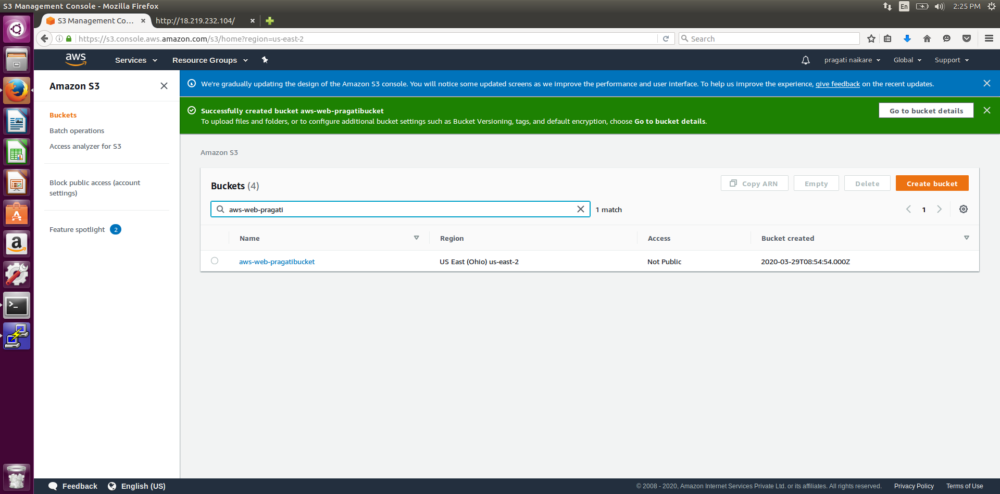 S3 Management Console - Mozilla Firefox
En
2:25 PM
S3 Management Co...
http://18.219.232.104/
https://s3.console.aws.amazon.com/s3/home?region=us-east-2
Search
aws
Services
Resource Groups
pragati naikare
Global
Support
Amazon S3
We're gradually updating the design of the Amazon S3 console. You will notice some updated screens as we improve the performance and user interface. To help us improve the experience, give feedback on the recent updates.
Buckets
Batch operations
Access analyzer for S3
Block public access (account
settings)
Feature spotlight 2
Successfully created bucket aws-web-pragatibucket
To upload files and folders, or to configure additional bucket settings such as Bucket Versioning, tags, and default encryption, choose Go to bucket details.
Go to bucket details
Amazon S3
Buckets (4)
Copy ARN
Empty
Delete
Create bucket
aws-web-pragati
1 match
1
Name
Region
Access
Bucket created
aws-web-pragatibucket
US East (Ohio) us-east-2
Not Public
2020-03-29T08:54:54.000Z
Feedback
English (US)
© 2008 - 2020, Amazon Internet Services Private Ltd. or its affiliates. All rights reserved.
Privacy Policy
Terms of Use